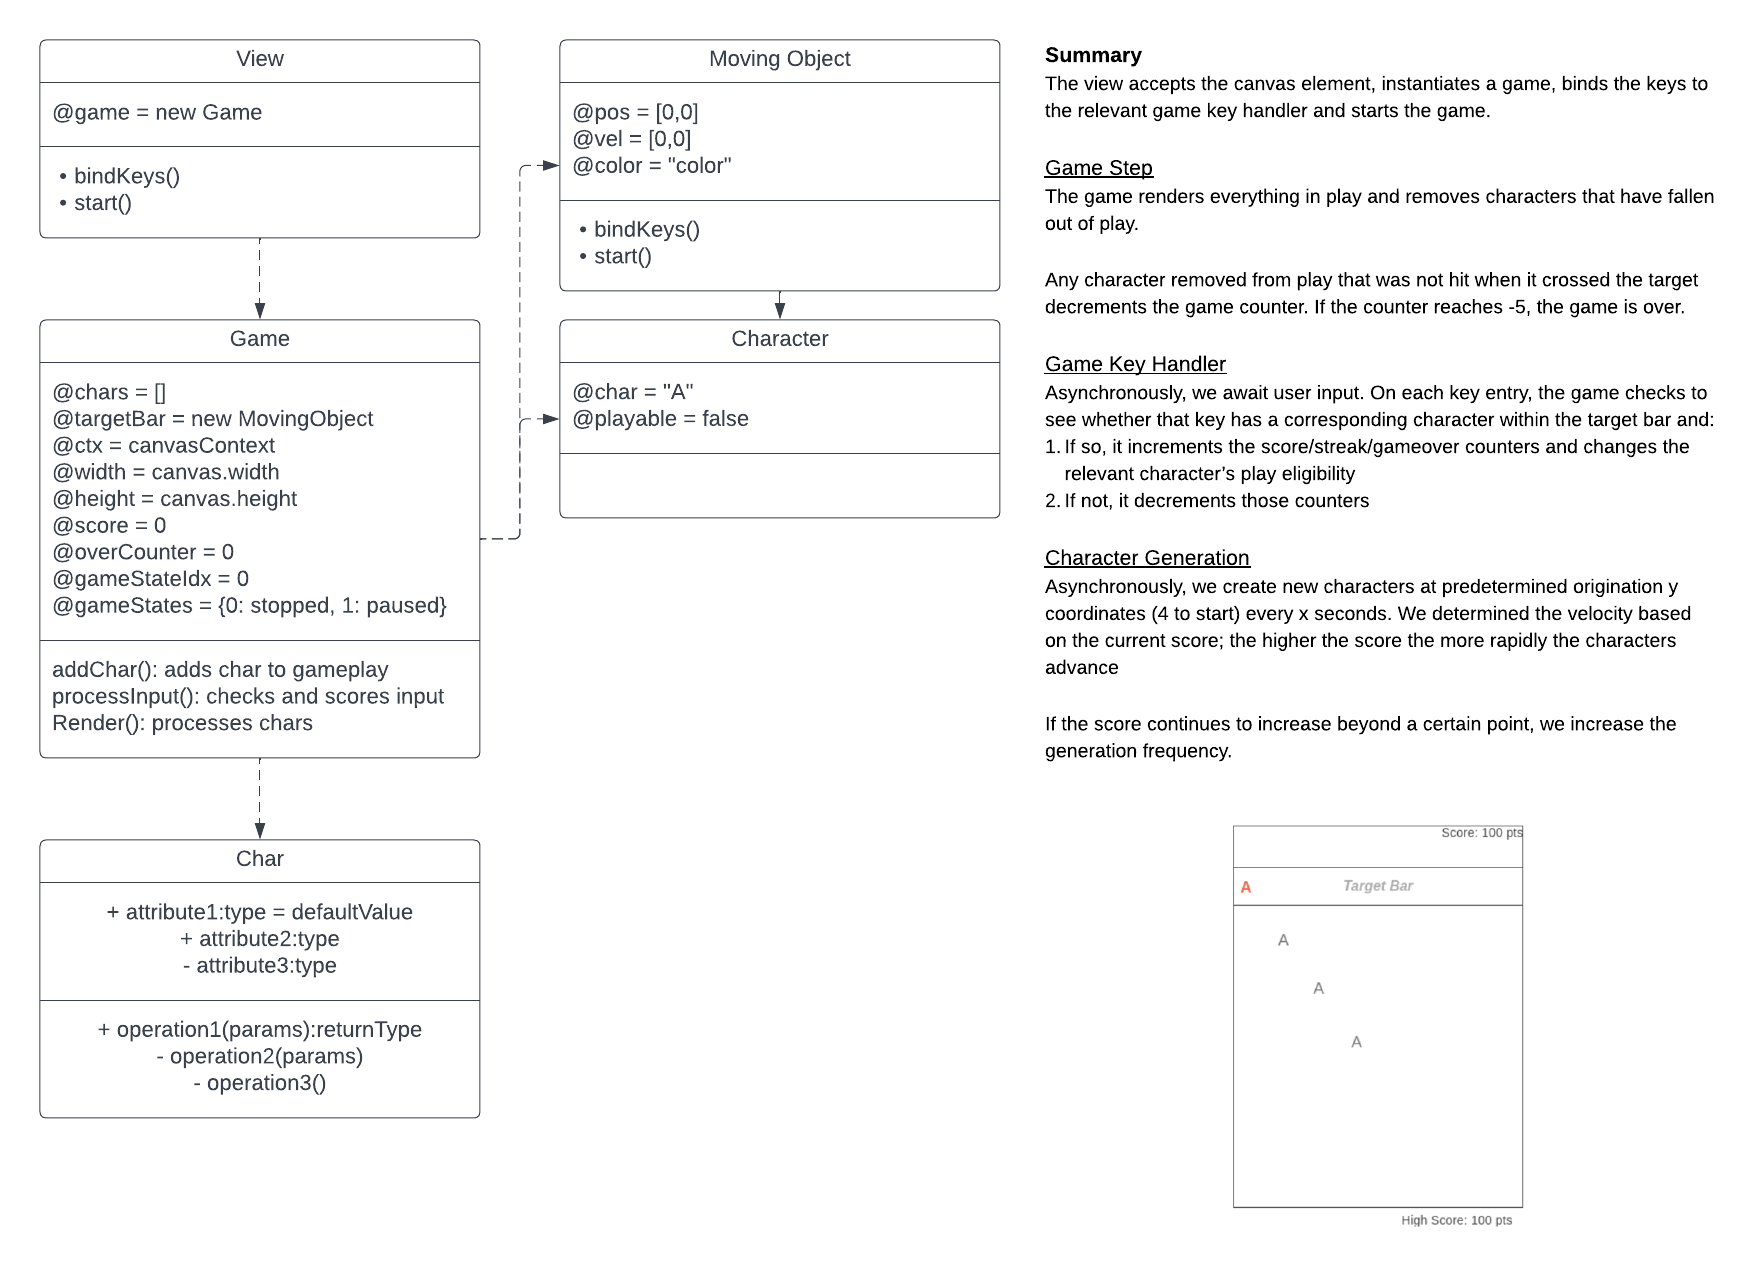 View
@game = new Game
• bindKeys()
• start()
Game
@chars = []
@targetBar = new MovingObject
@ctx = canvasContext
@width = canvas.width
@height = canvas.height
@score = 0
@overCounter = 0
@gameStateIdx = 0
@gameStates = {0: stopped, 1: paused}
addChar(): adds char to gameplay
processInput(): checks and scores input
Render(): processes chars
Char
+ attribute1:type = defaultValue
+ attribute2:type
- attribute3:type
+ operation1(params):returnType
- operation2(params)
- operation3()
Moving Object
@pos = [0,0]
@vel = [0,0]
@color = "color"
• bindKeys()
• start()
Character
@char = "A"
@playable = false
Summary
The view accepts the canvas element, instantiates a game, binds the keys to
the relevant game key handler and starts the game.
Game Step
The game renders everything in play and removes characters that have fallen
out of play.
Any character removed from play that was not hit when it crossed the target
decrements the game counter. If the counter reaches -5, the game is over.
Game Key Handler
Asynchronously, we await user input. On each key entry, the game checks to
see whether that key has a corresponding character within the target bar and:
1. If so, it increments the score/streak/gameover counters and changes the
relevant character’s play eligibility
2. If not, it decrements those counters
Character Generation
Asynchronously, we create new characters at predetermined origination y
coordinates (4 to start) every x seconds. We determined the velocity based
on the current score; the higher the score the more rapidly the characters
advance
If the score continues to increase beyond a certain point, we increase the
generation frequency.
Score: 100 pts
A Target Bar
A
A
A
High Score: 100 pts